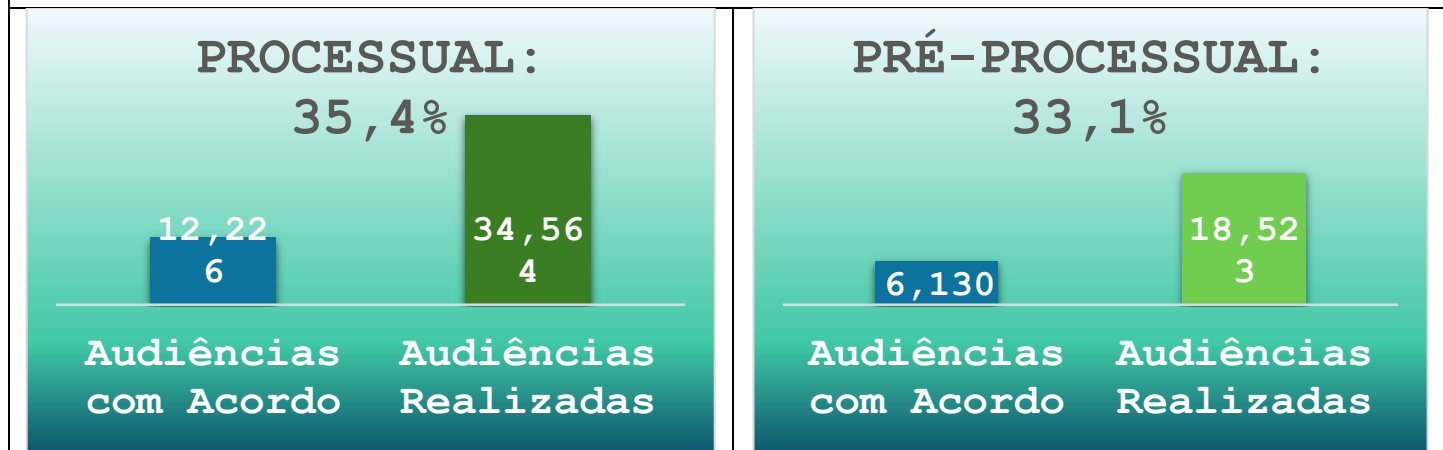 PROCESSUAL:
35,4%
12,22
6
34,56
4
Audiências
com Acordo
Audiências
Realizadas
PRÉ-PROCESSUAL:
33,1%
6,130
18,52
3
Audiências
com Acordo
Audiências
Realizadas